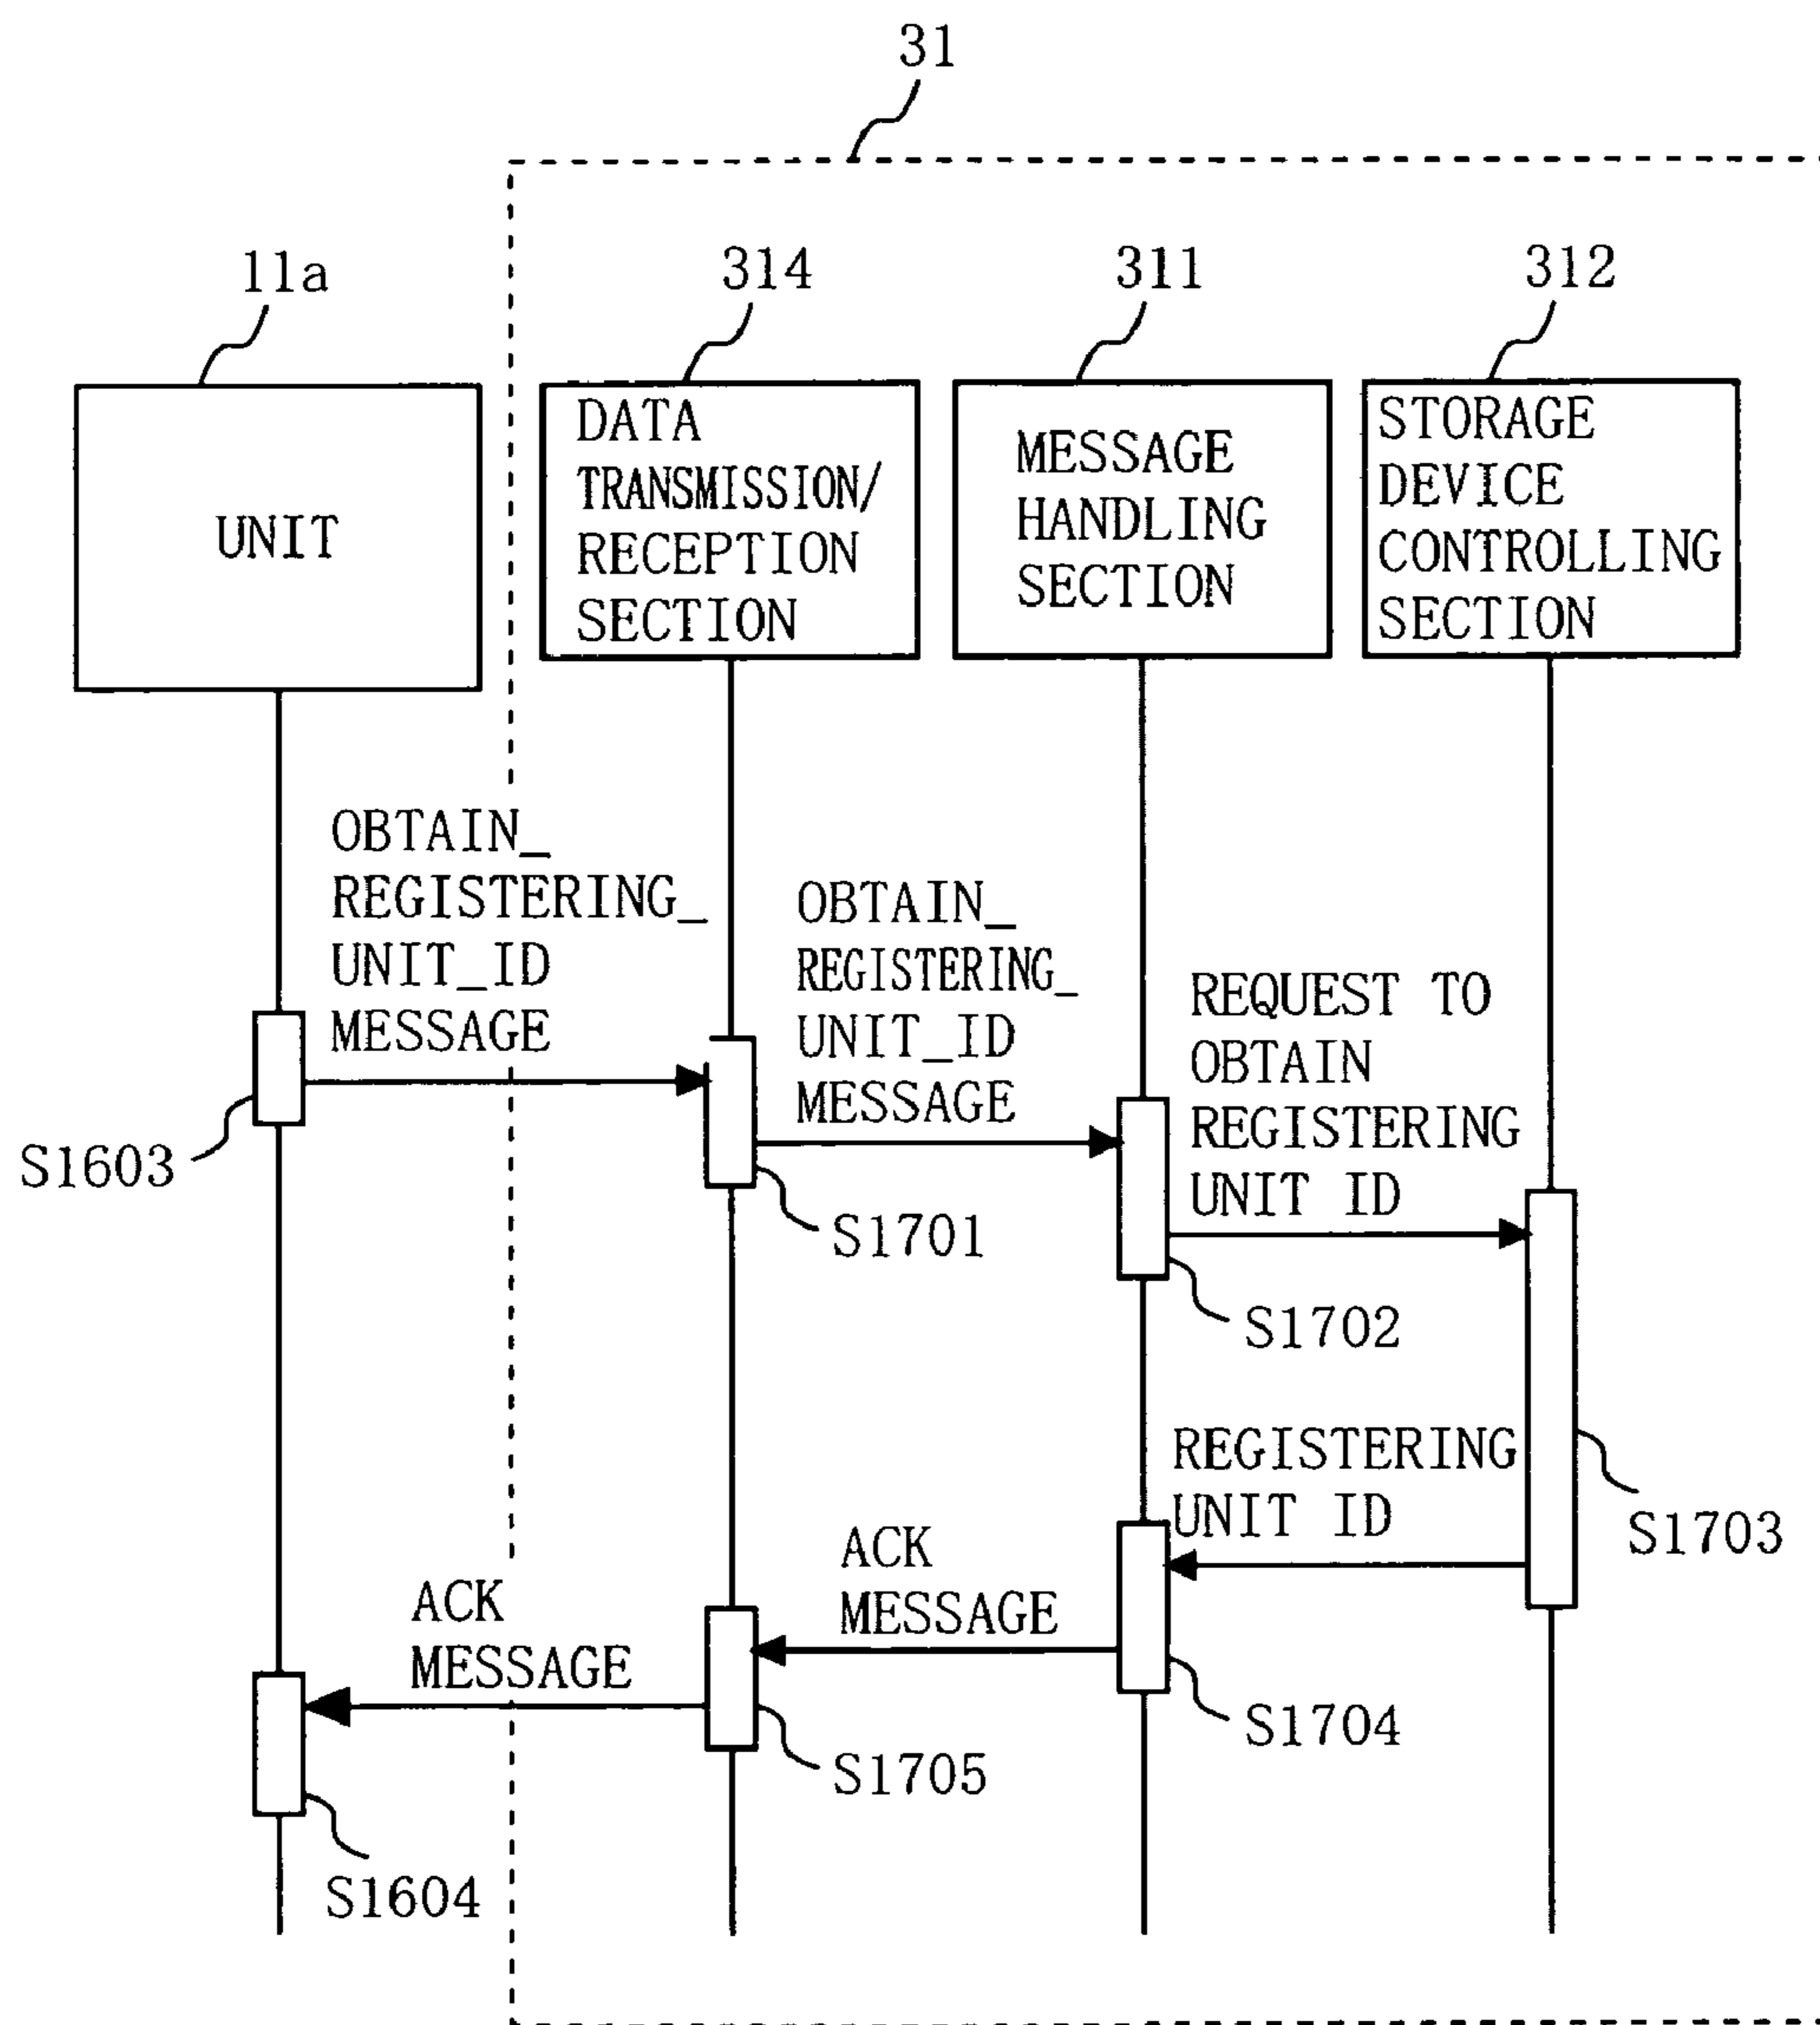 31
11a
314
311
312
UNIT
DATA
TRANSMISSION/
RECEPTION
SECTION
MESSAGE
HANDLING
SECTION
STORAGE
DEVICE
CONTROLLING
SECTION
OBTAIN_
REGISTERING_
UNIT_ID
MESSAGE
S1603
OBTAIN_
REGISTERING_
UNIT_ID
MESSAGE
S1701
REQUEST TO
OBTAIN
REGISTERING
UNIT ID
S1702
REGISTERING
UNIT ID
S1703
ACK
MESSAGE
S1704
ACK
MESSAGE
S1705
S1604